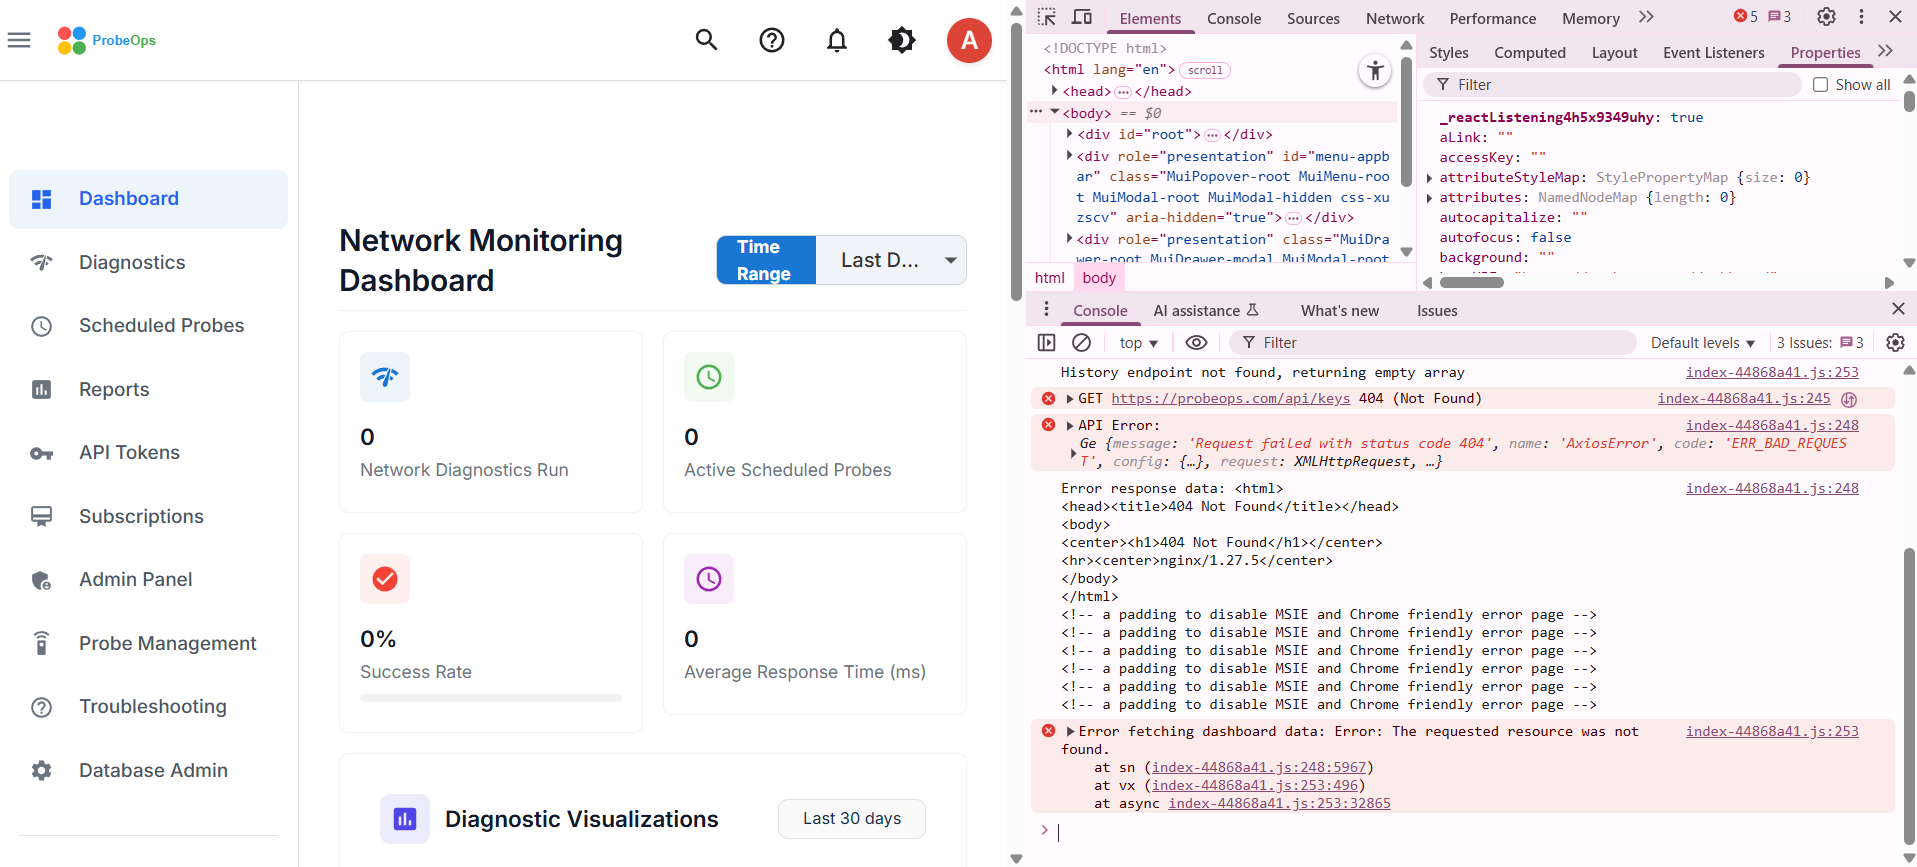 ProbeOps
A
Dashboard
Diagnostics
Scheduled Probes
Reports
API Tokens
Subscriptions
Admin Panel
Probe Management
Troubleshooting
Database Admin
Network Monitoring
Dashboard
Time
Range
Last D...
0
Network Diagnostics Run
0
Active Scheduled Probes
0%
Success Rate
0
Average Response Time (ms)
Diagnostic Visualizations
Last 30 days
Elements Console Sources Network Performance Memory 5 3
<!DOCTYPE html>
<html lang="en"> scroll
<head> ... </head>
... <body> == $0
<div id="root"> ... </div>
<div role="presentation" id="menu-appb
ar" class="MuiPopover-root MuiMenu-roo
t MuiModal-root MuiModal-hidden css-xu
zscv" aria-hidden="true"> ... </div>
<div role="presentation" class="MuiDra
wer-root MuiDrawer-modal MuiModal-root
html body
Styles Computed Layout Event Listeners Properties
Filter Show all
_reactListening4h5x9349uhy: true
aLink: ""
accessKey: ""
attributeStyleMap: StylePropertyMap {size: 0}
attributes: NamedNodeMap {length: 0}
autocapitalize: ""
autofocus: false
background: ""
Console AI assistance What's new Issues
top Filter Default levels 3 Issues: 3
History endpoint not found, returning empty array index-44868a41.js:253
GET https://probeops.com/api/keys 404 (Not Found) index-44868a41.js:245
API Error: index-44868a41.js:248
Ge {message: 'Request failed with status code 404', name: 'AxiosError', code: 'ERR_BAD_REQUES
T', config: {…}, request: XMLHttpRequest, …}
Error response data: <html> index-44868a41.js:248
<head><title>404 Not Found</title></head>
<body>
<center><h1>404 Not Found</h1></center>
<hr><center>nginx/1.27.5</center>
</body>
</html>
<!-- a padding to disable MSIE and Chrome friendly error page -->
<!-- a padding to disable MSIE and Chrome friendly error page -->
<!-- a padding to disable MSIE and Chrome friendly error page -->
<!-- a padding to disable MSIE and Chrome friendly error page -->
<!-- a padding to disable MSIE and Chrome friendly error page -->
<!-- a padding to disable MSIE and Chrome friendly error page -->
Error fetching dashboard data: Error: The requested resource was not index-44868a41.js:253
found.
at sn (index-44868a41.js:248:5967)
at vx (index-44868a41.js:253:496)
at async index-44868a41.js:253:32865